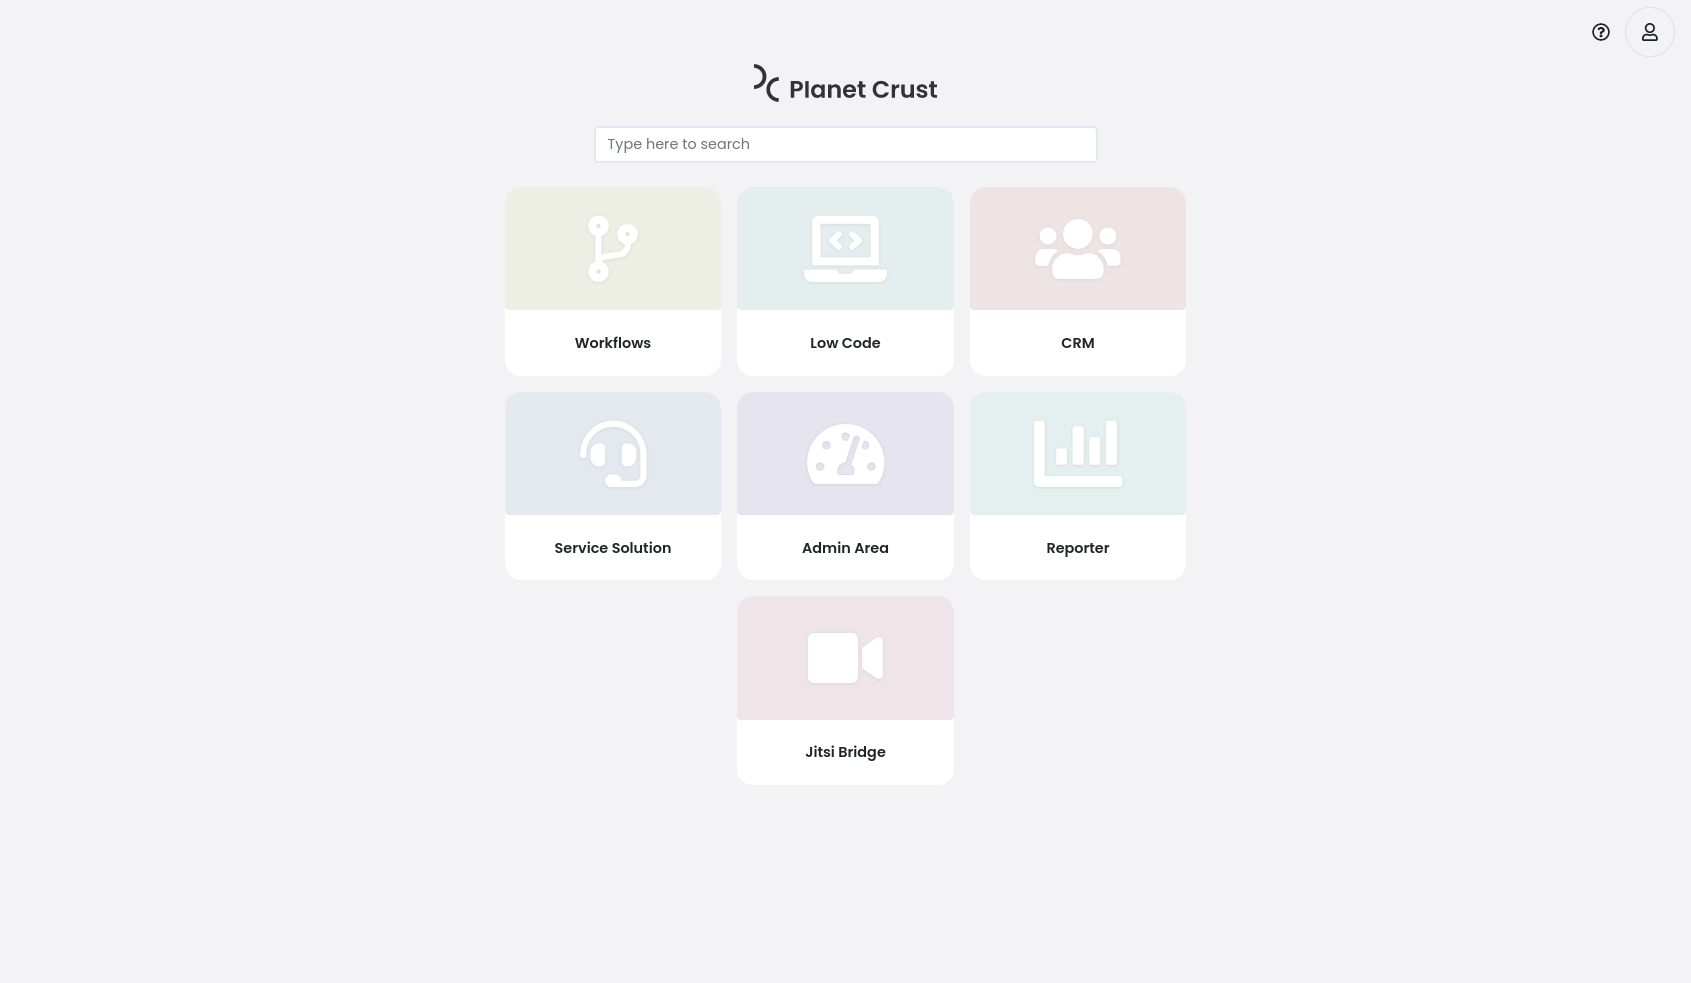 Planet Crust
Type here to search
Workflows
Low Code
CRM
Service Solution
Admin Area
Reporter
Jitsi Bridge